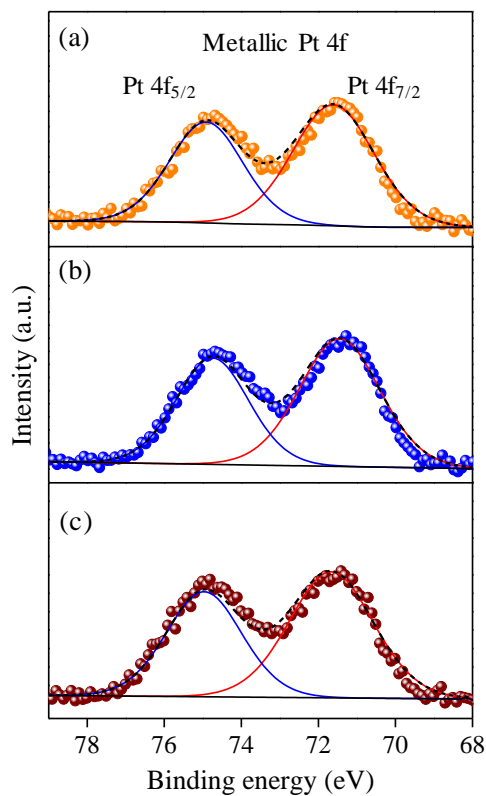 (a)
Metallic Pt 4f
Pt 4f5/2
Pt 4f7/2
(b)
(c)
Intensity (a.u.)
78 76 74 72 70 68
Binding energy (eV)